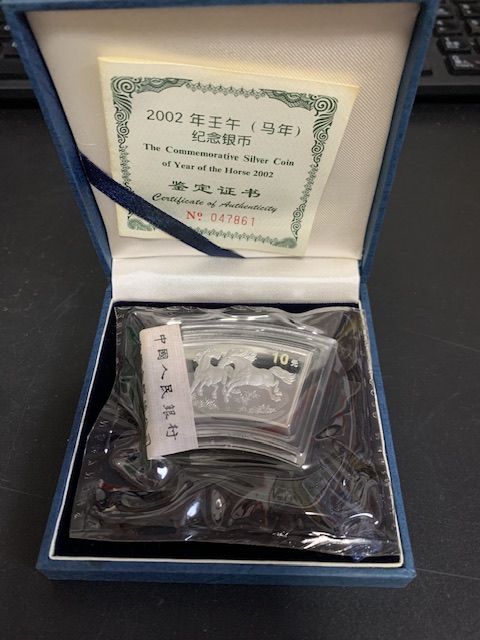 2002 年壬午（马年）
纪念银币
The Commemorative Silver Coin
of Year of the Horse 2002
鉴定证书
Certificate of Authenticity
Nº 047861
10元
中國人民銀行